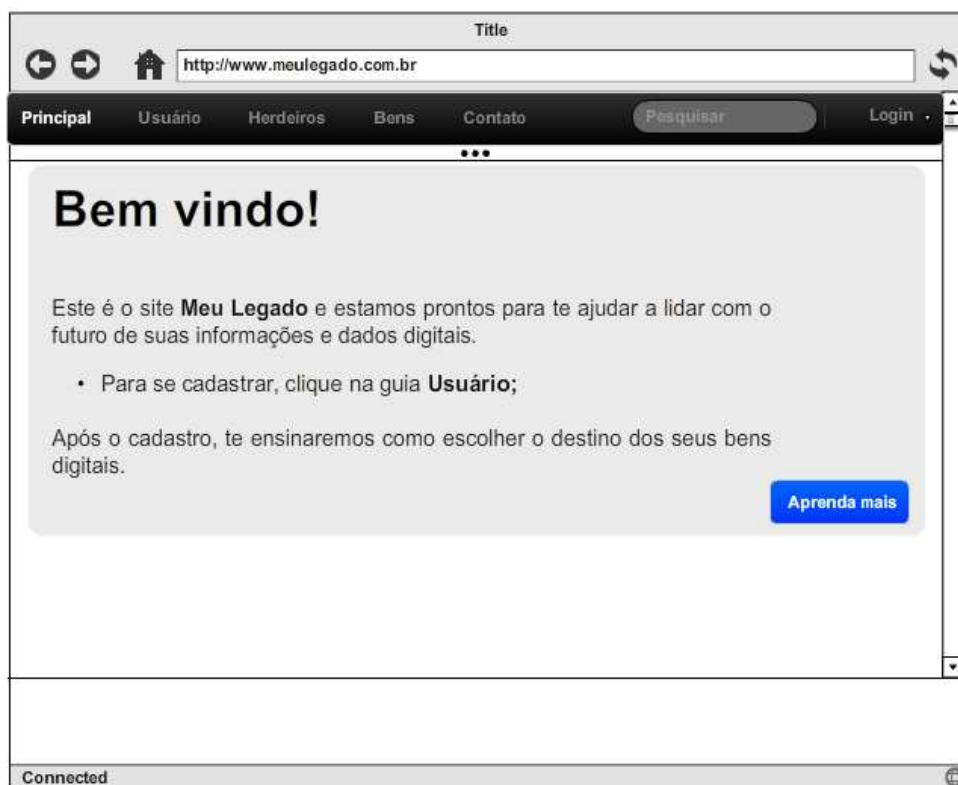 Title
http://www.meulegado.com.br
Principal Usuário Herdeiros Bens Contato Pesquisar Login
Bem vindo!
Este é o site Meu Legado e estamos prontos para te ajudar a lidar com o
futuro de suas informações e dados digitais.
• Para se cadastrar, clique na guia Usuário;
Após o cadastro, te ensinaremos como escolher o destino dos seus bens
digitais.
Aprenda mais
Connected